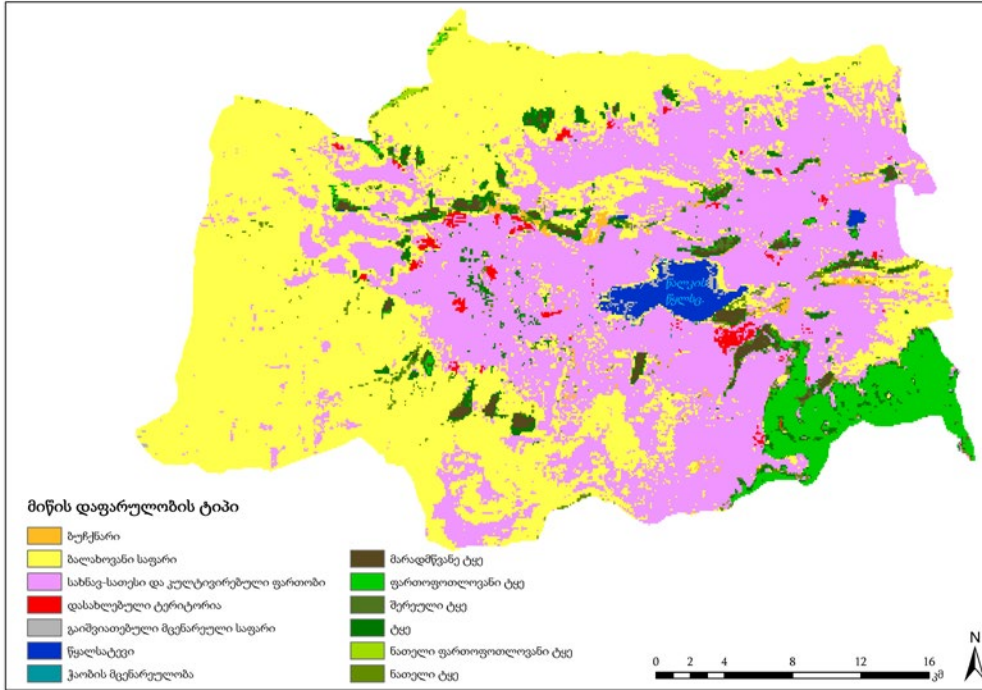 წალკის
წყალსც.
მიწის დაფარულობის ტიპი
ბუჩქნარი
ბალახოვანი საფარი
სახნავ-სათესი და კულტივირებული ფართობი
დასახლებული ტერიტორია
გაიშვიათებული მცენარეული საფარი
წყალსატევი
ჭაობის მცენარეულობა
მარადმწვანე ტყე
ფართოფოთლოვანი ტყე
შერეული ტყე
ტყე
ნათელი ფართოფოთლოვანი ტყე
ნათელი ტყე
0 2 4 8 12 16
კმ
N